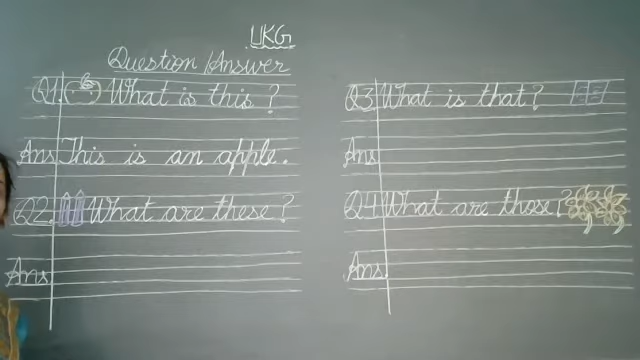 UKG
Question/Answer
Q1. What is this?
Ans This is an apple.
Q2. What are these?
Ans
Q3 What is that?
Ans
Q4 What are those?
Ans.